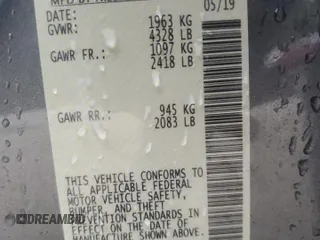 DATE: 05/19
GVWR: 1963 KG
4328 LB
GAWR FR.: 1097 KG
2418 LB
GAWR RR.: 945 KG
2083 LB
THIS VEHICLE CONFORMS TO
ALL APPLICABLE FEDERAL
MOTOR VEHICLE SAFETY,
BUMPER, AND THEFT
PREVENTION STANDARDS IN
EFFECT ON THE DATE OF
MANUFACTURE SHOWN ABOVE.
DREAMBID